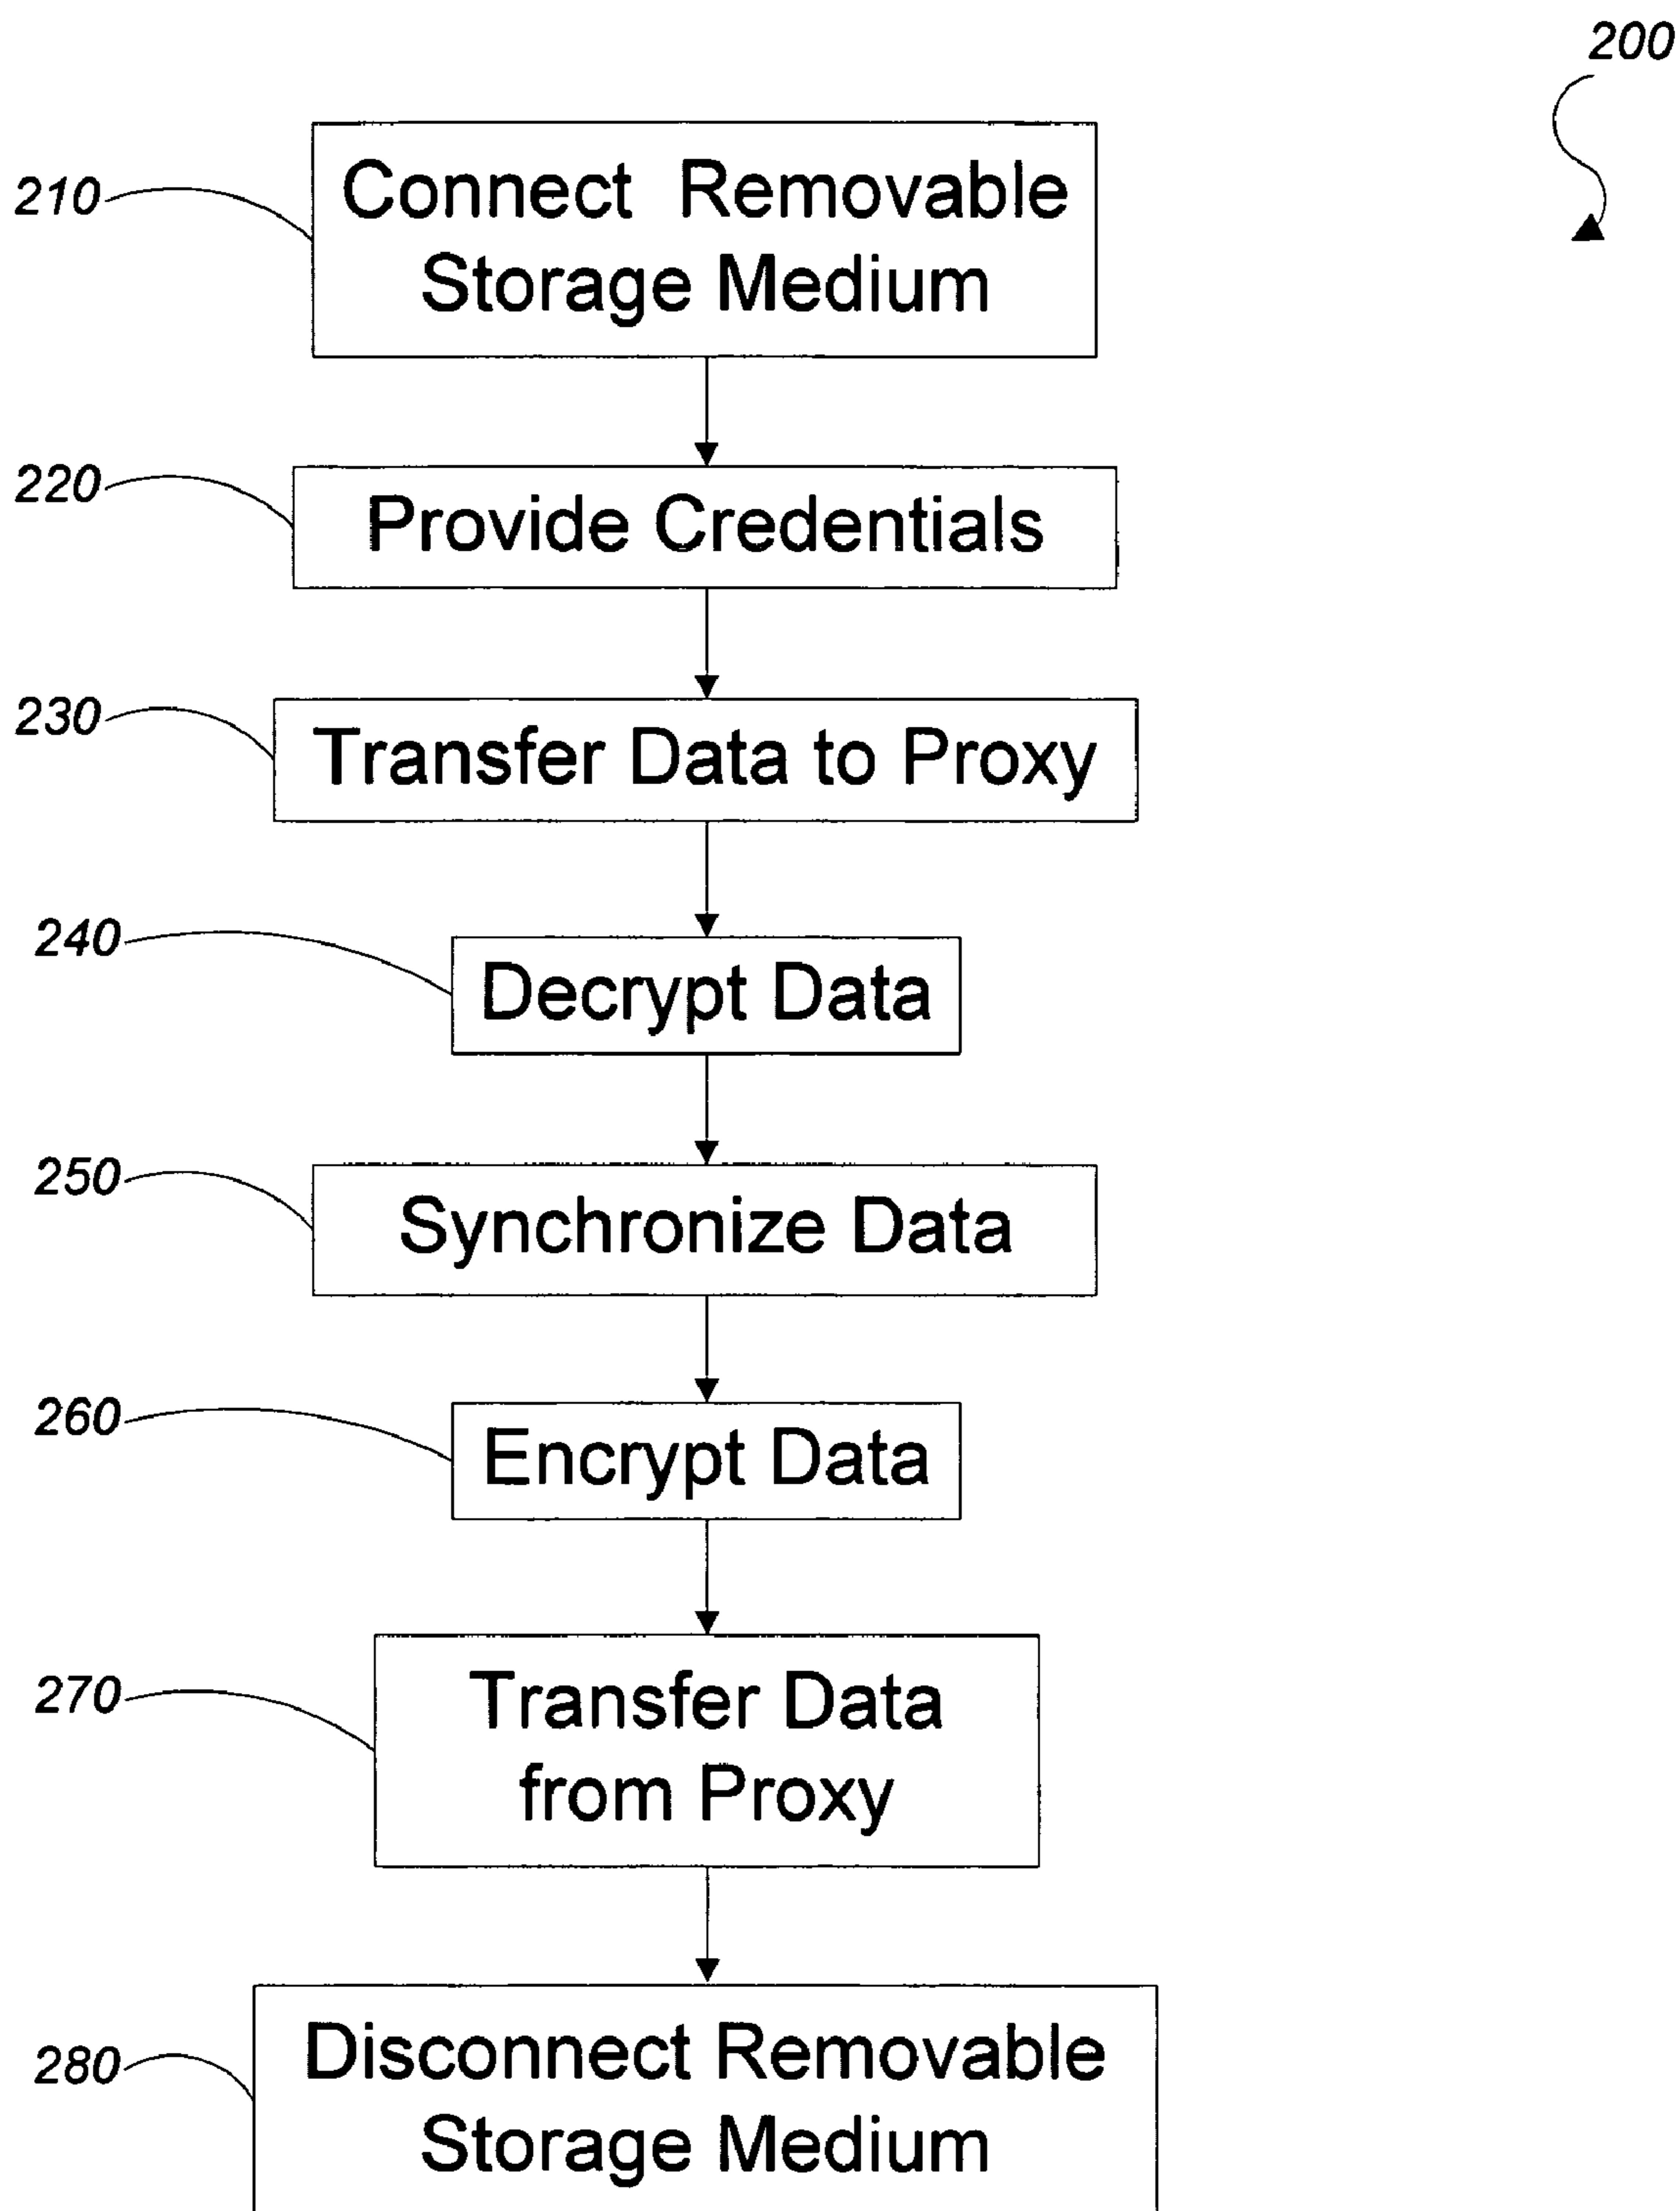 200
210
Connect Removable
Storage Medium
220
Provide Credentials
230
Transfer Data to Proxy
240
Decrypt Data
250
Synchronize Data
260
Encrypt Data
270
Transfer Data
from Proxy
280
Disconnect Removable
Storage Medium